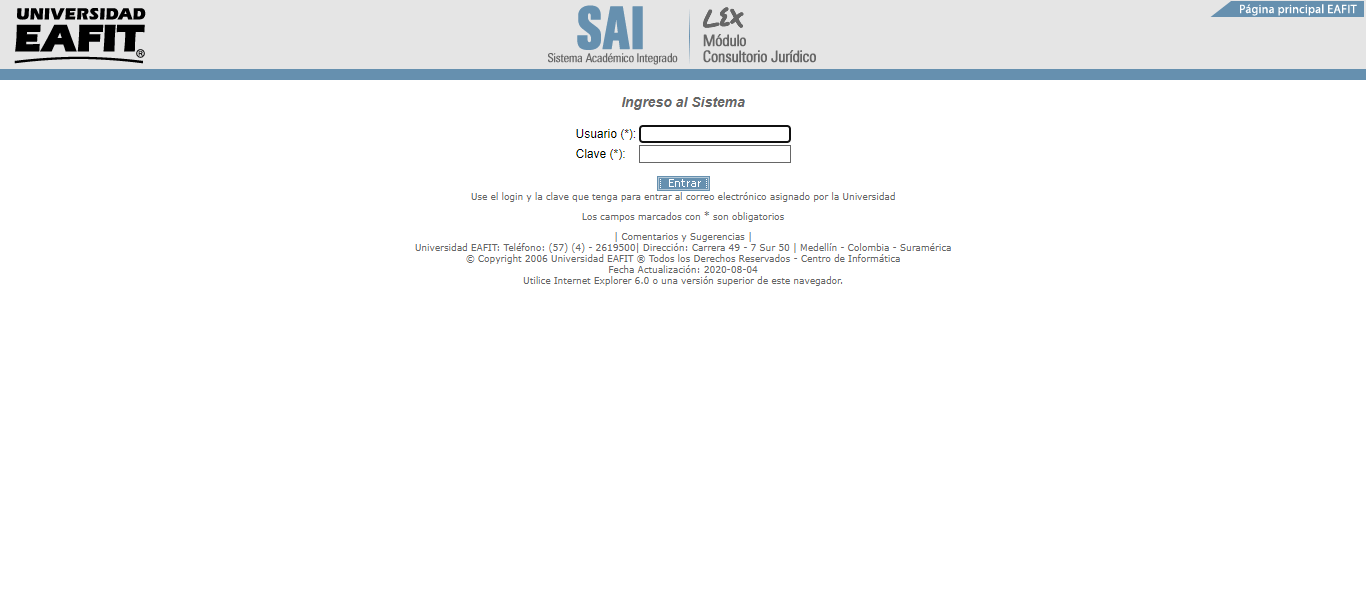 UNIVERSIDAD
EAFIT®
SAI
Sistema Académico Integrado
LEX
Módulo
Consultorio Jurídico
Página principal EAFIT
Ingreso al Sistema
Usuario (*):
Clave (*):
Entrar
Use el login y la clave que tenga para entrar al correo electrónico asignado por la Universidad
Los campos marcados con * son obligatorios
| Comentarios y Sugerencias |
Universidad EAFIT: Teléfono: (57) (4) - 2619500| Dirección: Carrera 49 - 7 Sur 50 | Medellín - Colombia - Suramérica
© Copyright 2006 Universidad EAFIT ® Todos los Derechos Reservados - Centro de Informática
Fecha Actualización: 2020-08-04
Utilice Internet Explorer 6.0 o una versión superior de este navegador.